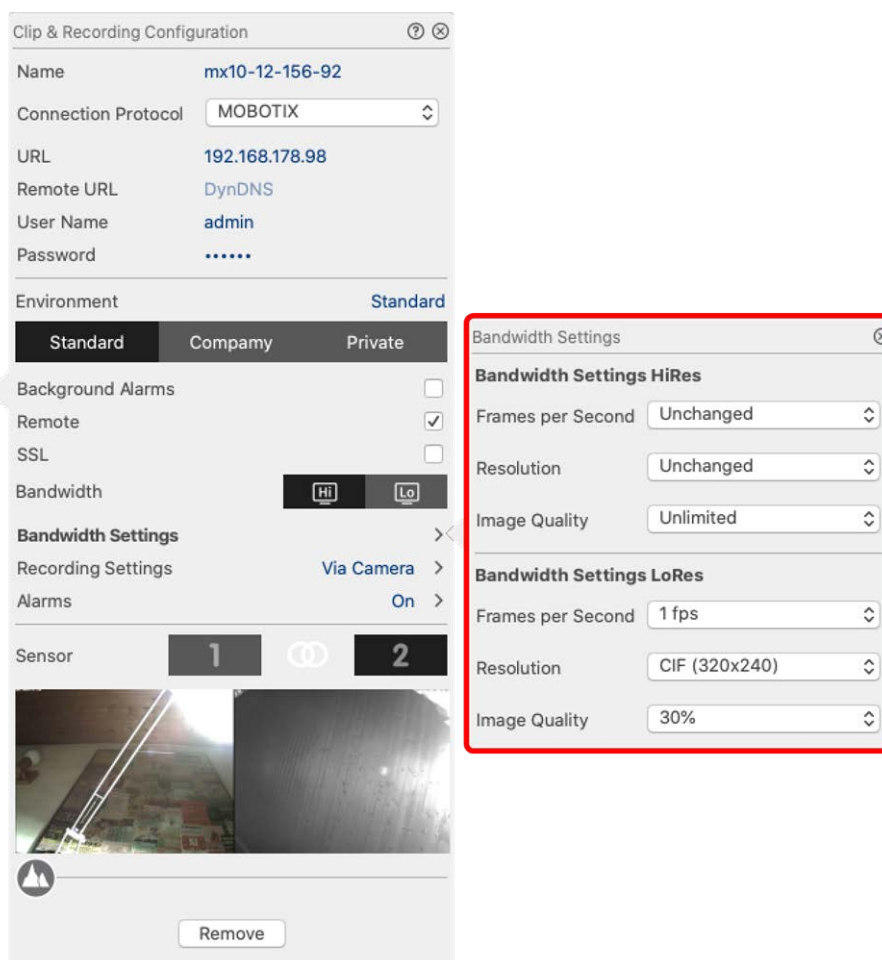 Clip & Recording Configuration
Name mx10-12-156-92
Connection Protocol MOBOTIX
URL 192.168.178.98
Remote URL DynDNS
User Name admin
Password ••••••
Environment Standard
Standard Compamy Private
Background Alarms
Remote
SSL
Bandwidth Hi Lo
Bandwidth Settings
Recording Settings Via Camera
Alarms On
Sensor 1 2
Remove
Bandwidth Settings
Bandwidth Settings HiRes
Frames per Second Unchanged
Resolution Unchanged
Image Quality Unlimited
Bandwidth Settings LoRes
Frames per Second 1 fps
Resolution CIF (320x240)
Image Quality 30%